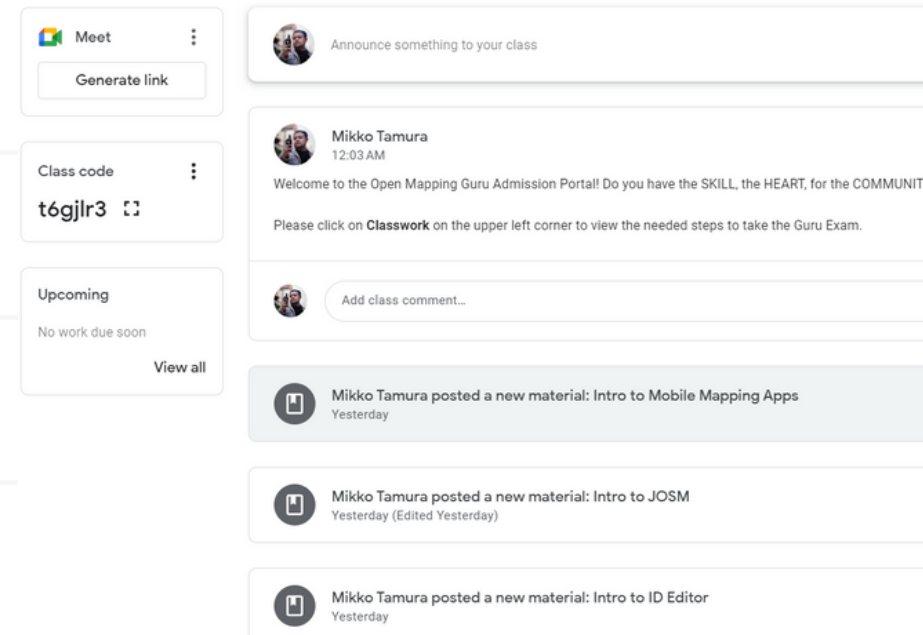 Meet
Generate link
Class code
t6gjlr3
Upcoming
No work due soon
View all
Announce something to your class
Mikko Tamura
12:03 AM
Welcome to the Open Mapping Guru Admission Portal! Do you have the SKILL, the HEART, for the COMMUNIT
Please click on Classwork on the upper left corner to view the needed steps to take the Guru Exam.
Add class comment...
Mikko Tamura posted a new material: Intro to Mobile Mapping Apps
Yesterday
Mikko Tamura posted a new material: Intro to JOSM
Yesterday (Edited Yesterday)
Mikko Tamura posted a new material: Intro to ID Editor
Yesterday